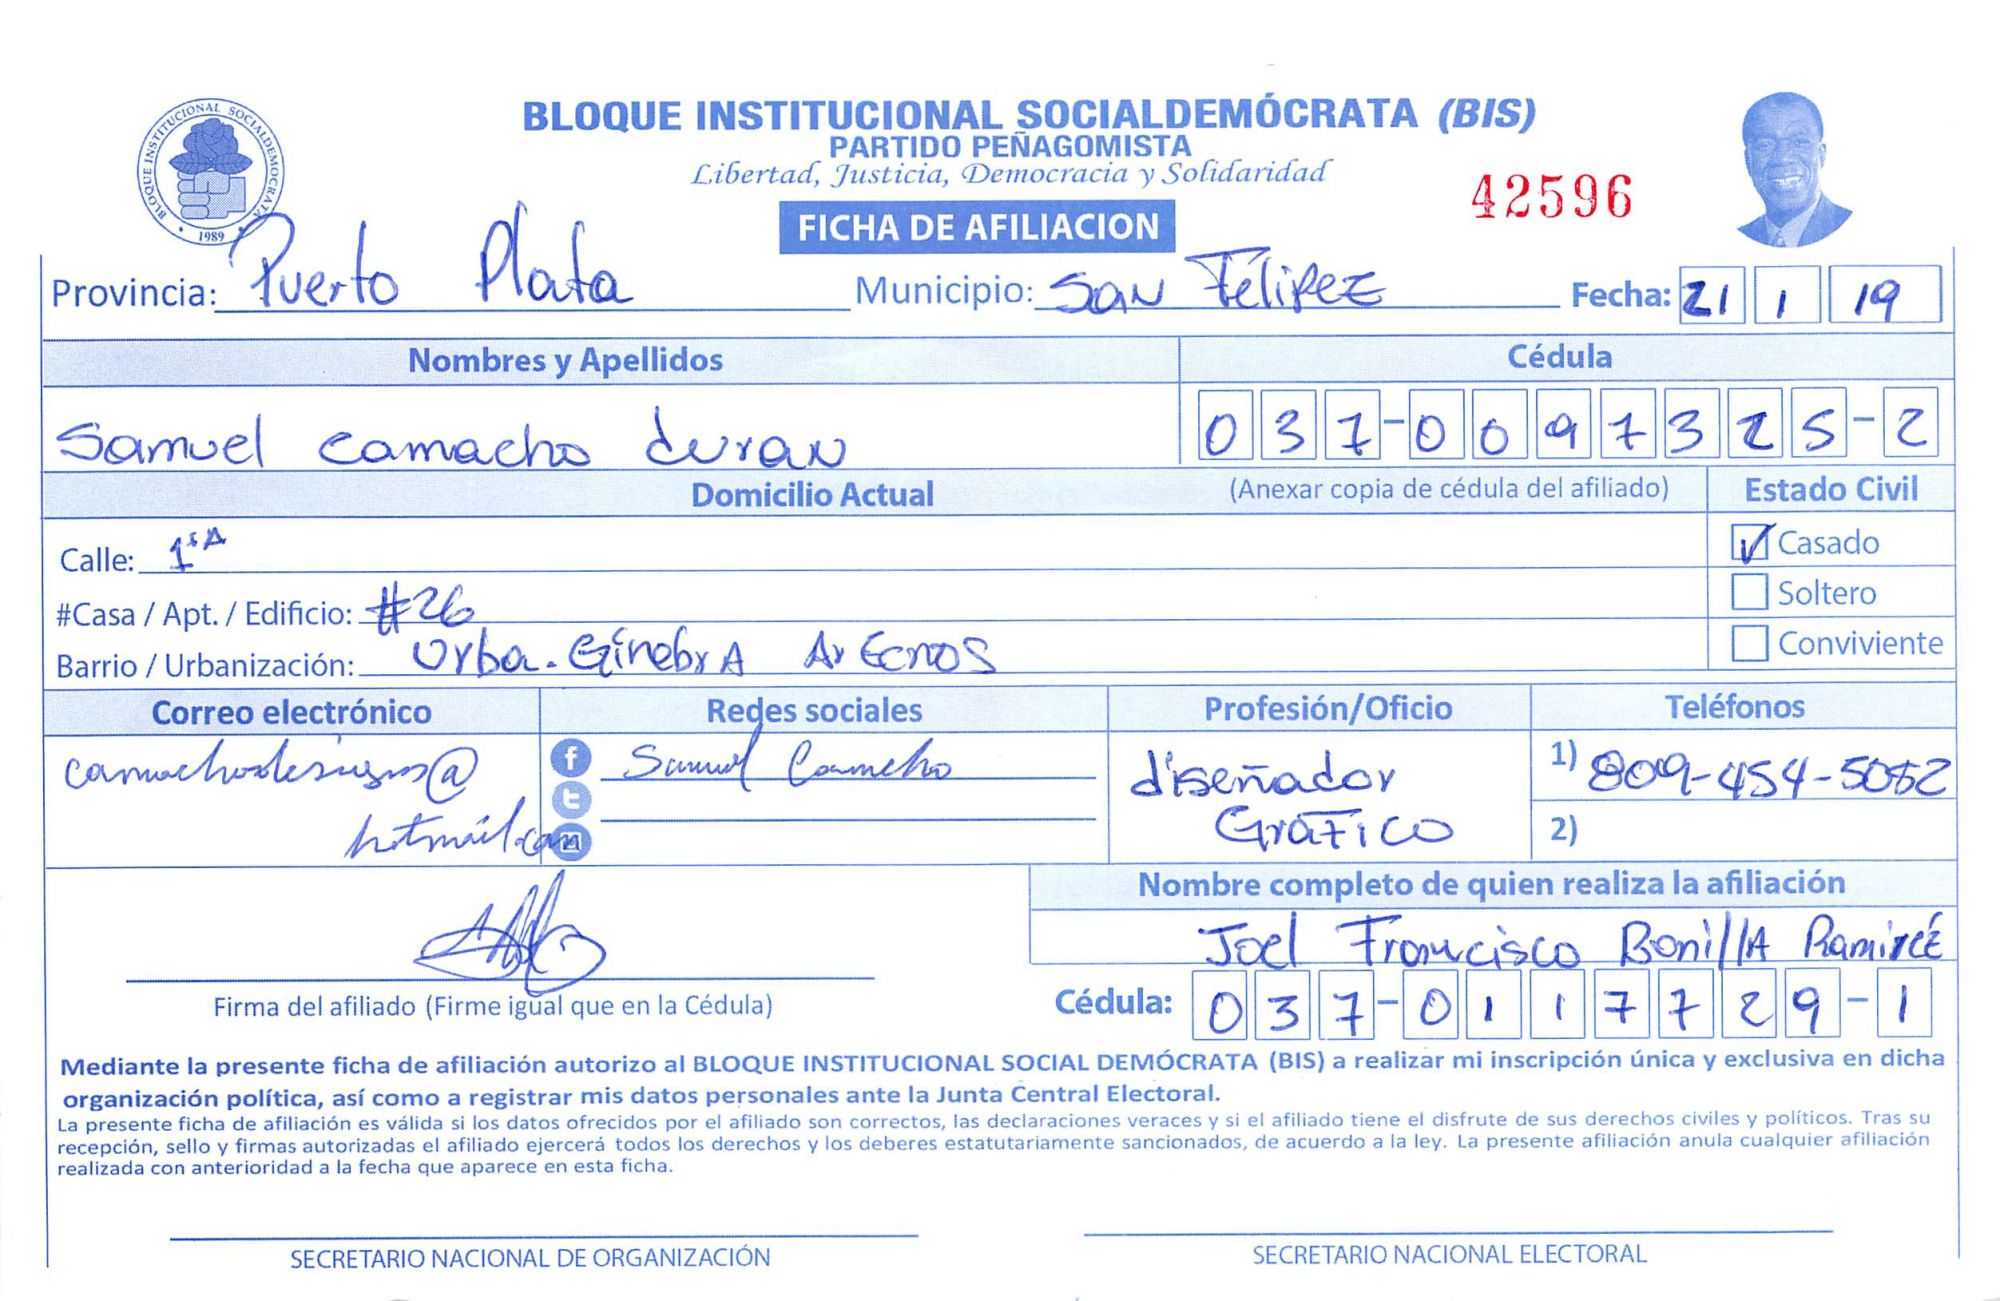 BLOQUE INSTITUCIONAL SOCIALDEMOCRATA
1989
BLOQUE INSTITUCIONAL SOCIALDEMÓCRATA (BIS)
PARTIDO PEÑAGOMISTA
Libertad, Justicia, Democracia y Solidaridad
42596
FICHA DE AFILIACION
Provincia: Puerto Plata Municipio: San Félipez Fecha: 21 1 19
Nombres y Apellidos Cédula
Samuel Camacho duran 037-0097325-2
Domicilio Actual (Anexar copia de cédula del afiliado) Estado Civil
Calle: 1ra Casado
#Casa / Apt. / Edificio: #26 Soltero
Barrio / Urbanización: Urba. GinebrA ArEcnos Conviviente
Correo electrónico Redes sociales Profesión/Oficio Teléfonos
camachodesigns@ Samuel Camacho diseñador 1) 809-454-5052
hotmail.com GráFico 2)
Nombre completo de quien realiza la afiliación
Joel Francisco BonillA Ramiré
Firma del afiliado (Firme igual que en la Cédula) Cédula: 037-0117729-1
Mediante la presente ficha de afiliación autorizo al BLOQUE INSTITUCIONAL SOCIAL DEMÓCRATA (BIS) a realizar mi inscripción única y exclusiva en dicha
organización política, así como a registrar mis datos personales ante la Junta Central Electoral.
La presente ficha de afiliación es válida si los datos ofrecidos por el afiliado son correctos, las declaraciones veraces y si el afiliado tiene el disfrute de sus derechos civiles y políticos. Tras su
recepción, sello y firmas autorizadas el afiliado ejercerá todos los derechos y los deberes estatutariamente sancionados, de acuerdo a la ley. La presente afiliación anula cualquier afiliación
realizada con anterioridad a la fecha que aparece en esta ficha.
SECRETARIO NACIONAL DE ORGANIZACIÓN SECRETARIO NACIONAL ELECTORAL